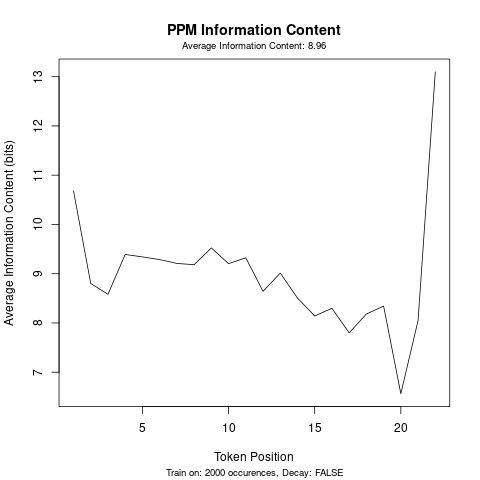 PPM Information Content
Average Information Content: 8.96
13
12
11
10
9
8
7
Average Information Content (bits)
5
10
15
20
Token Position
Train on: 2000 occurences, Decay: FALSE